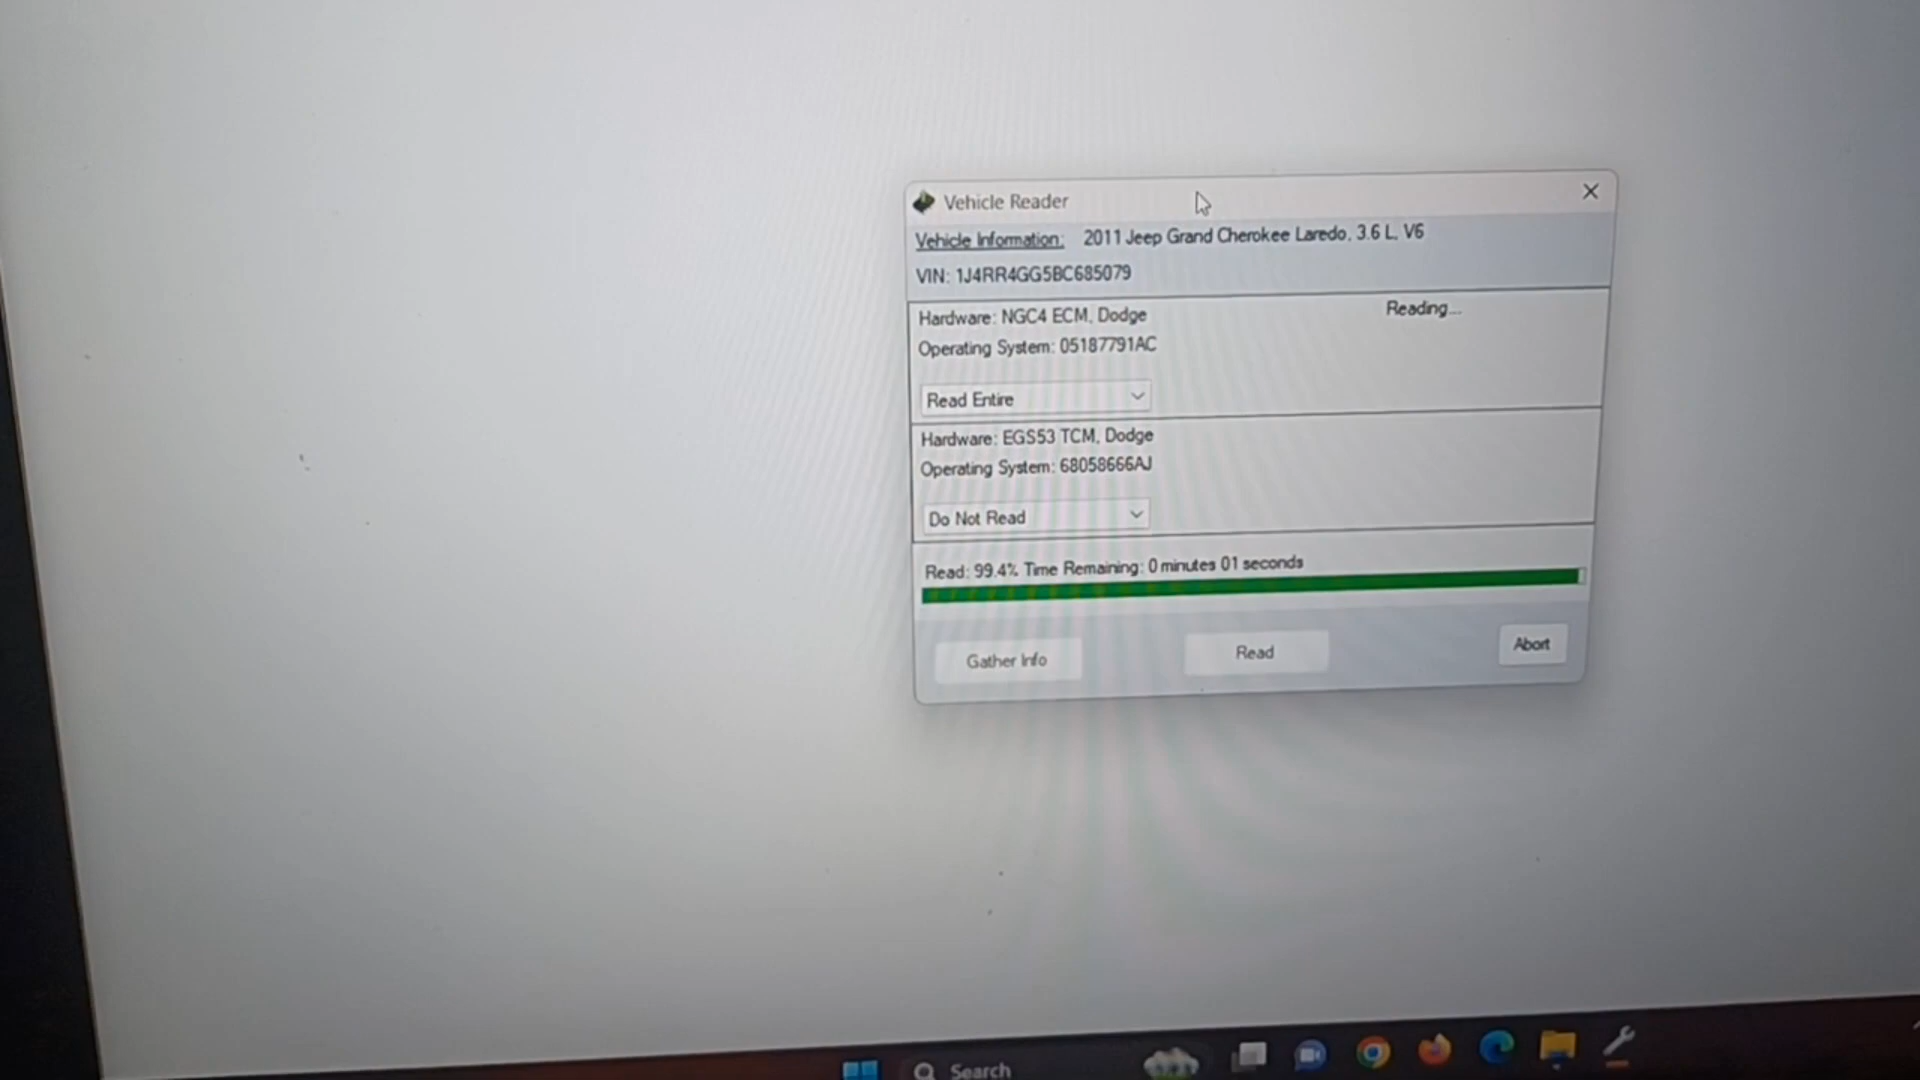 Vehicle Reader
Vehicle Information: 2011 Jeep Grand Cherokee Laredo, 3.6 L, V6
VIN: 1J4RR4GG5BC685079
Hardware: NGC4 ECM, Dodge Reading...
Operating System: 05187791AC
Read Entire
Hardware: EGS53 TCM, Dodge
Operating System: 68058666AJ
Do Not Read
Read: 99.4% Time Remaining: 0 minutes 01 seconds
Gather Info Read Abort
Search